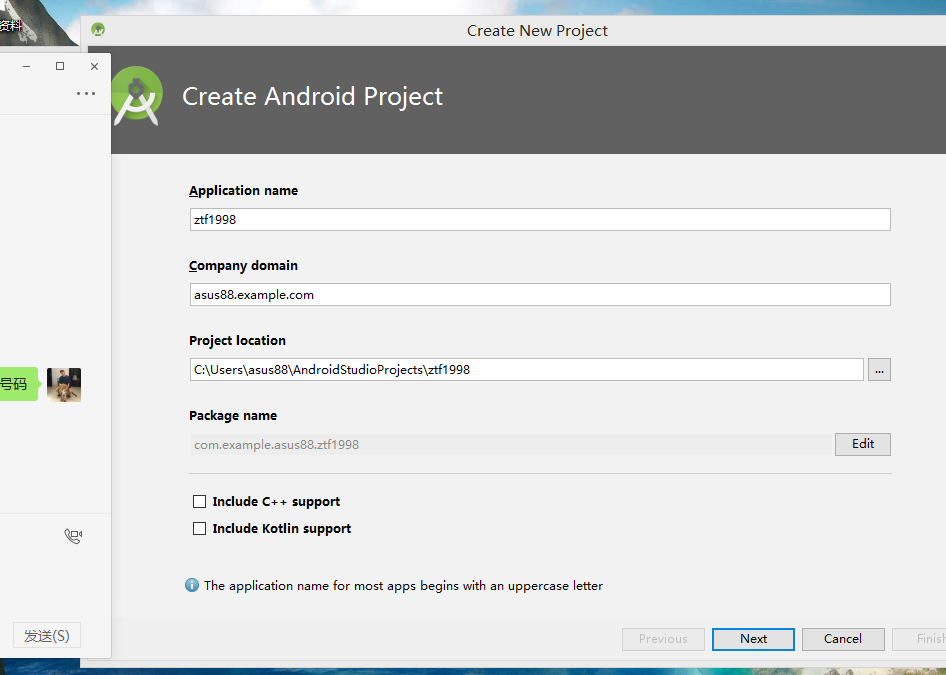 资料
Create New Project
Create Android Project
Application name
ztf1998
Company domain
asus88.example.com
Project location
C:\Users\asus88\AndroidStudioProjects\ztf1998
...
Package name
com.example.asus88.ztf1998
Edit
Include C++ support
Include Kotlin support
号码
The application name for most apps begins with an uppercase letter
发送(S)
Previous
Next
Cancel
Finish